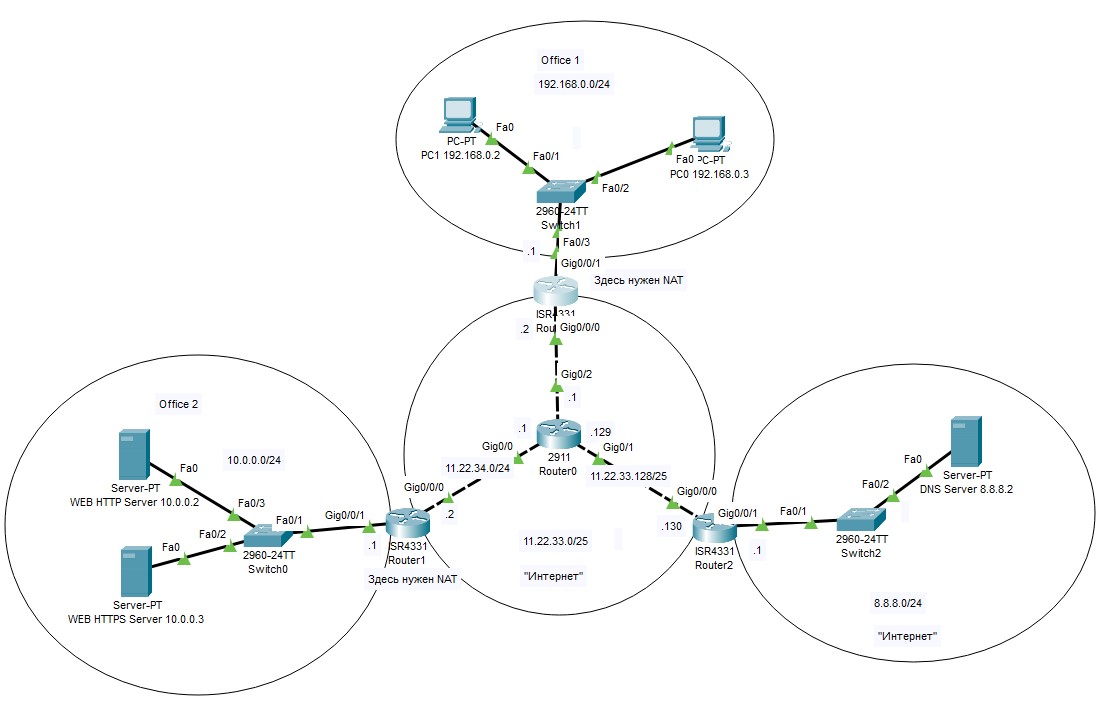 Office 1
192.168.0.0/24
Fa0
PC-PT
PC1 192.168.0.2
Fa0/1
Fa0
PC-PT
PC0 192.168.0.3
Fa0/2
2960-24TT
Switch1
Fa0/3
.1
Gig0/0/1
Здесь нужен NAT
ISR4331
.2
Gig0/0/0
Gig0/2
.1
.1
.129
Gig0/0
Gig0/1
2911
Router0
11.22.34.0/24
11.22.33.128/25
Office 2
10.0.0.0/24
Fa0
Server-PT
WEB HTTP Server 10.0.0.2
Fa0/3
Fa0/1
Gig0/0/1
Gig0/0/0
.2
Fa0/2
2960-24TT
Switch0
.1
ISR4331
Router1
Здесь нужен NAT
Fa0
Server-PT
WEB HTTPS Server 10.0.0.3
11.22.33.0/25
"Интернет"
Gig0/0/0
.130
Gig0/0/1
ISR4331
Router2
.1
Fa0/1
Fa0/2
2960-24TT
Switch2
Fa0
Server-PT
DNS Server 8.8.8.2
8.8.8.0/24
"Интернет"